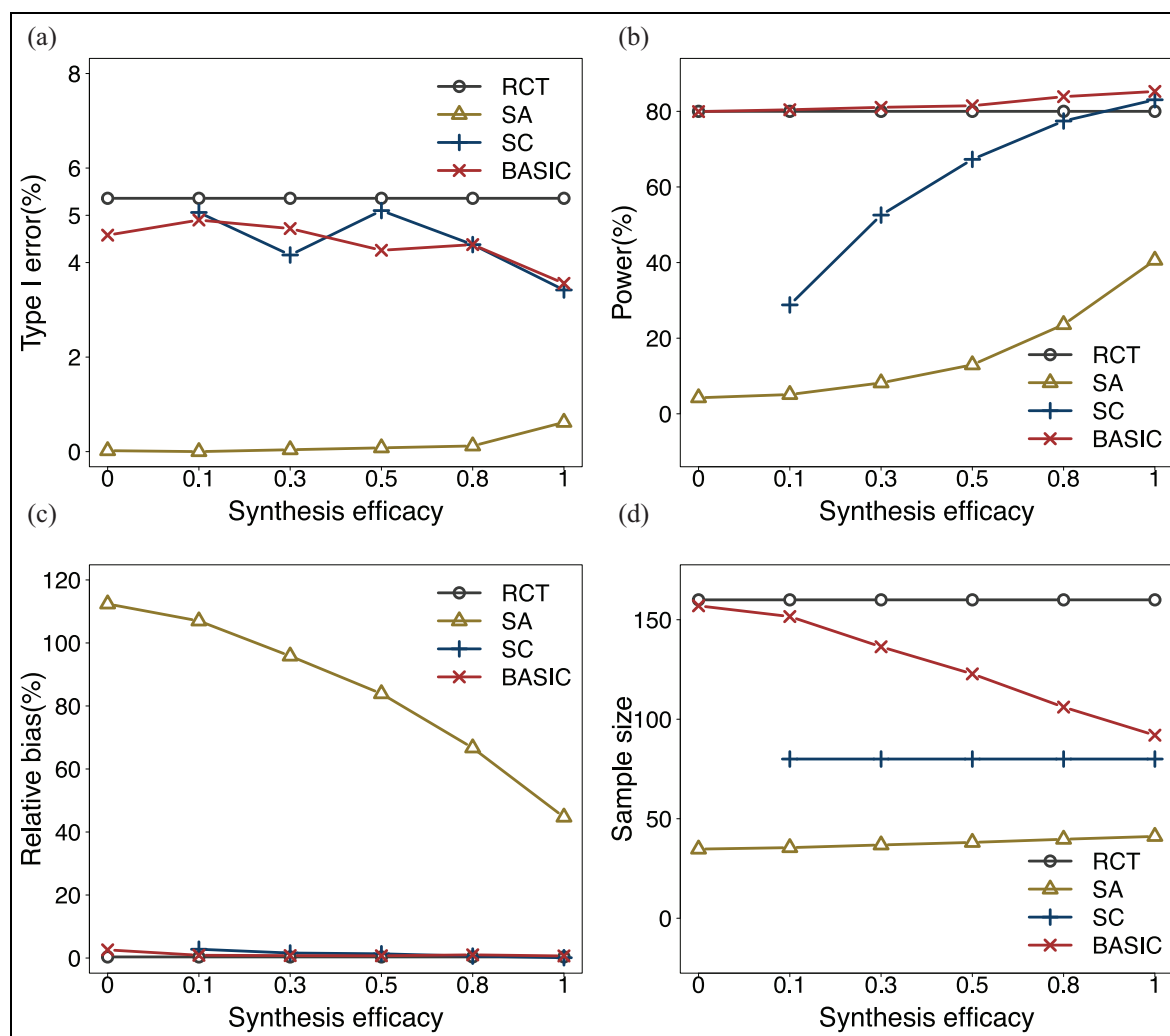 (a)
8
6
5
4
2
0
Type I error(%)
RCT
SA
SC
BASIC
0 0.1 0.3 0.5 0.8 1
Synthesis efficacy
(b)
80
60
40
20
0
Power(%)
RCT
SA
SC
BASIC
0 0.1 0.3 0.5 0.8 1
Synthesis efficacy
(c)
120
100
80
60
40
20
0
Relative bias(%)
RCT
SA
SC
BASIC
0 0.1 0.3 0.5 0.8 1
Synthesis efficacy
(d)
150
100
50
0
Sample size
RCT
SA
SC
BASIC
0 0.1 0.3 0.5 0.8 1
Synthesis efficacy